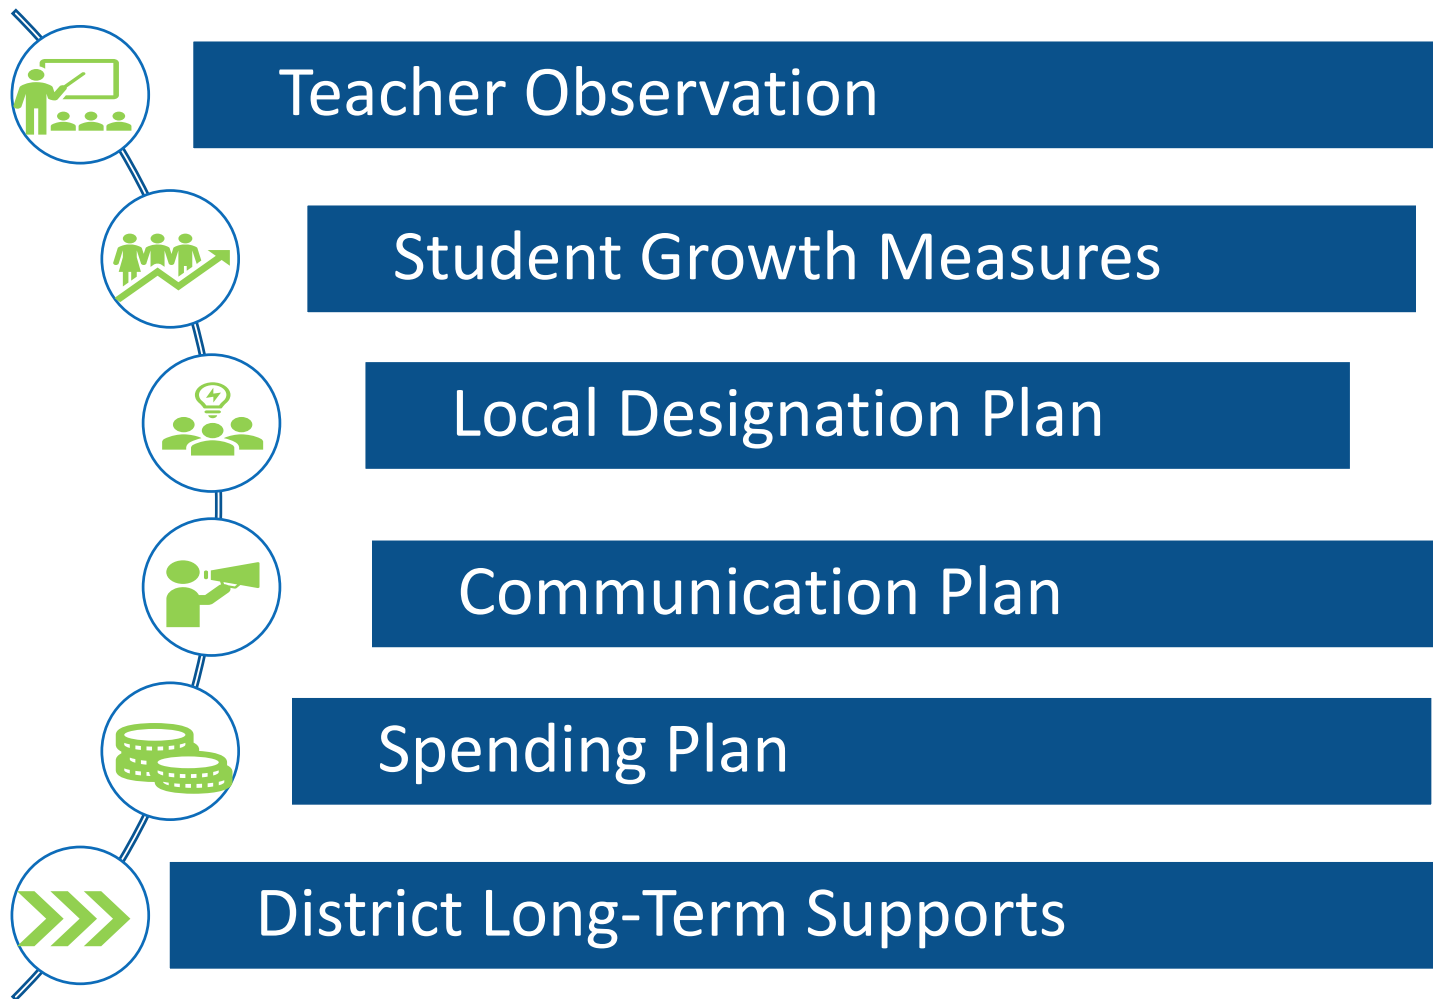 Teacher Observation
Student Growth Measures
Local Designation Plan
Communication Plan
Spending Plan
District Long-Term Supports